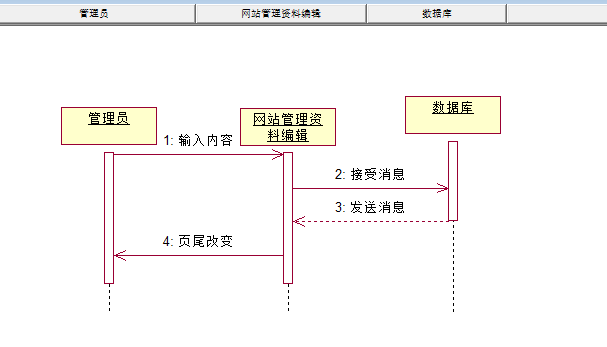 管理员 网站管理资料编辑 数据库
管理员
网站管理资
料编辑
数据库
1: 输入内容
2: 接受消息
3: 发送消息
4: 页尾改变